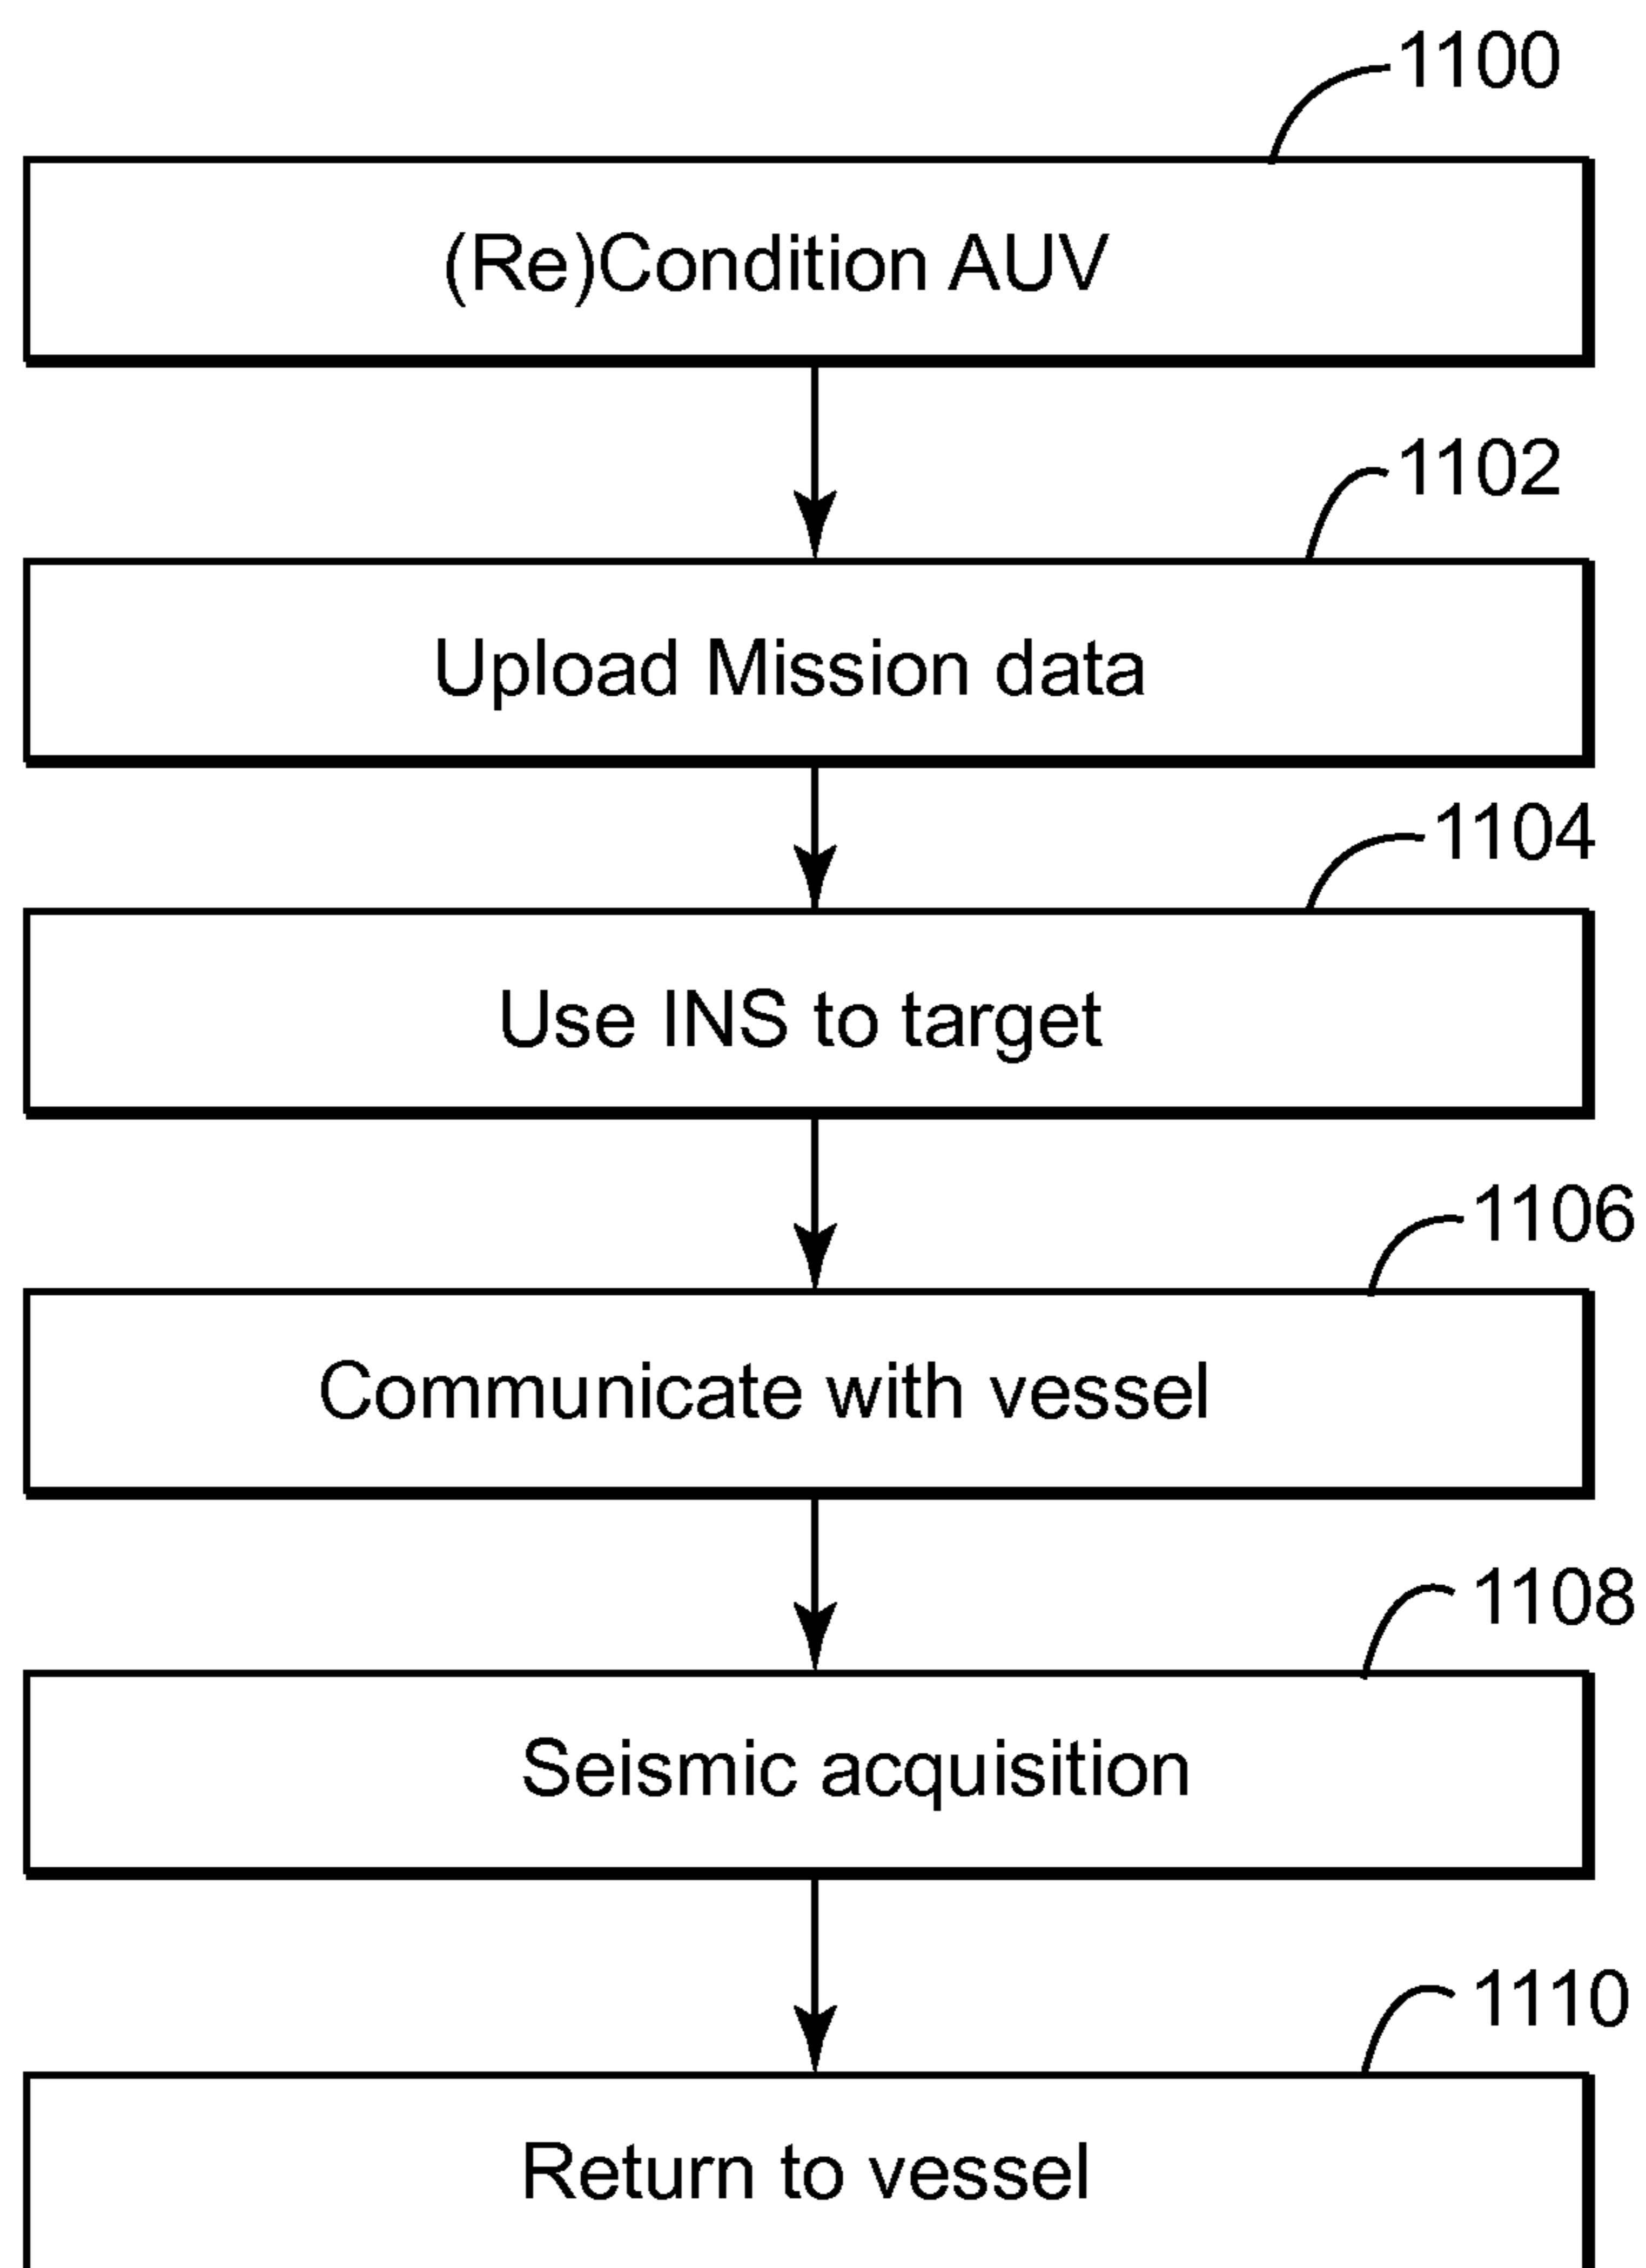 1100
(Re)Condition AUV
1102
Upload Mission data
1104
Use INS to target
1106
Communicate with vessel
1108
Seismic acquisition
1110
Return to vessel